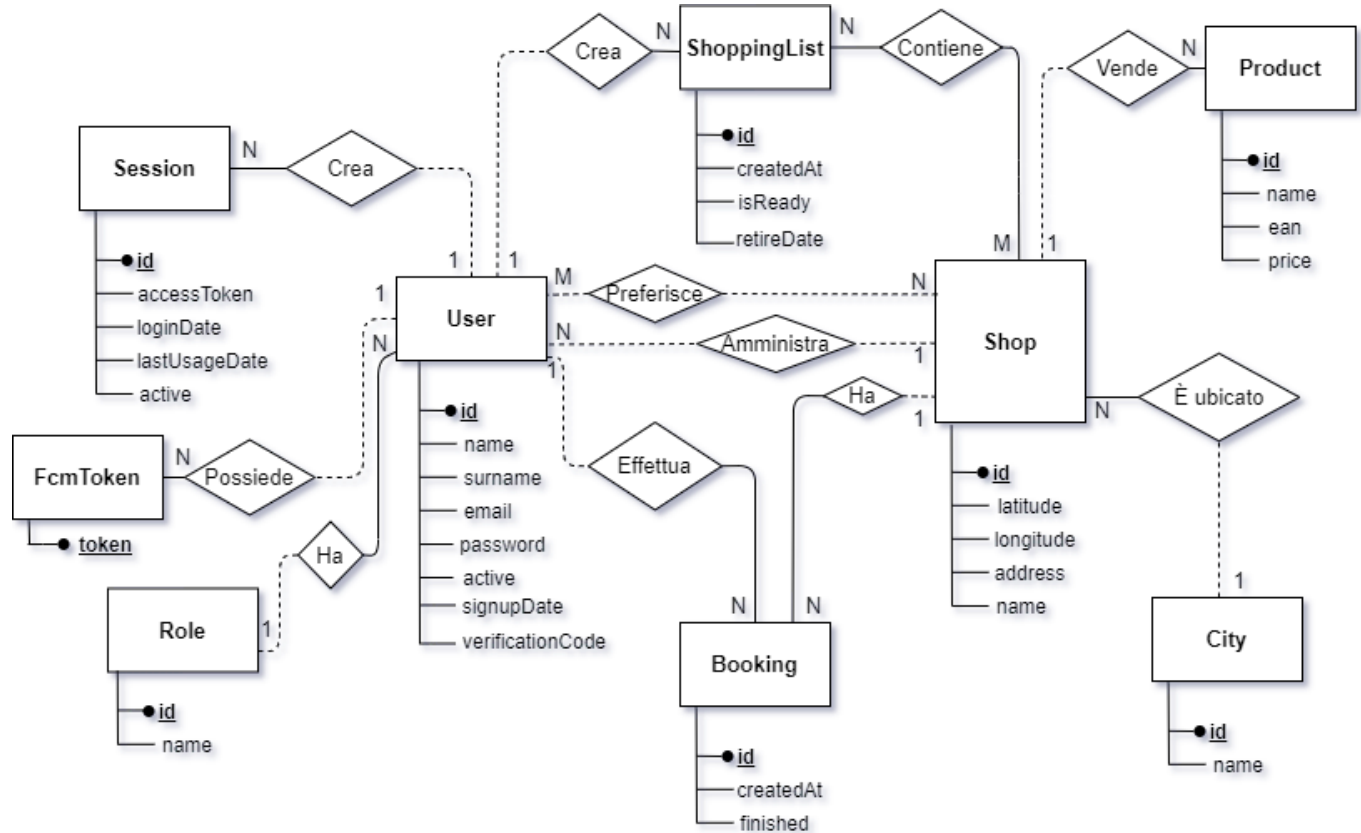 Crea
N
ShoppingList
N
Contiene
Vende
N
Product
id
createdAt
isReady
retireDate
id
name
ean
price
Session
N
Crea
id
accessToken
loginDate
lastUsageDate
active
1
1
1
M
Preferisce
N
M
1
User
N
N
Amministra
1
1
Shop
id
name
surname
email
password
active
signupDate
verificationCode
Ha
1
N
È ubicato
FcmToken
N
Possiede
token
Effettua
id
latitude
longitude
address
name
Ha
Role
1
id
name
N
N
Booking
id
createdAt
finished
1
City
id
name